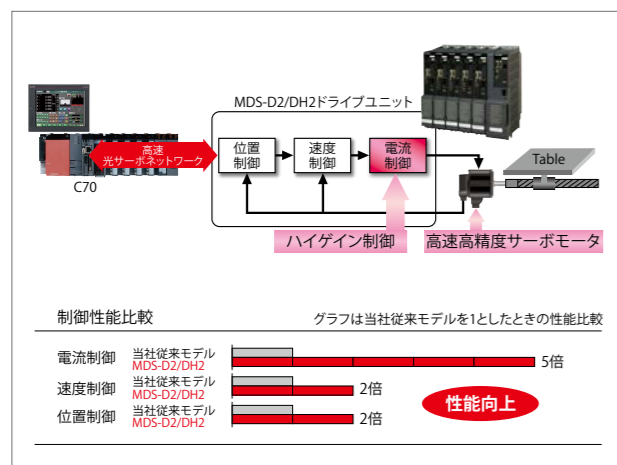 MDS-D2/DH2ドライブユニット
高速
光サーボネットワーク
C70
位置
制御
速度
制御
電流
制御
Table
ハイゲイン制御
高速高精度サーボモータ
制御性能比較
グラフは当社従来モデルを1としたときの性能比較
電流制御
当社従来モデル
MDS-D2/DH2
5倍
速度制御
当社従来モデル
MDS-D2/DH2
2倍
位置制御
当社従来モデル
MDS-D2/DH2
2倍
性能向上